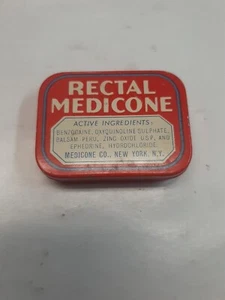 RECTAL
MEDICONE
ACTIVE INGREDIENTS:
BENZOCAINE, OXYQUINOLINE SULPHATE,
BALSAM PERU, ZINC OXIDE U.S.P. AND
EPHEDRINE, HYDROCHLORIDE.
MEDICONE CO., NEW YORK, N.Y.